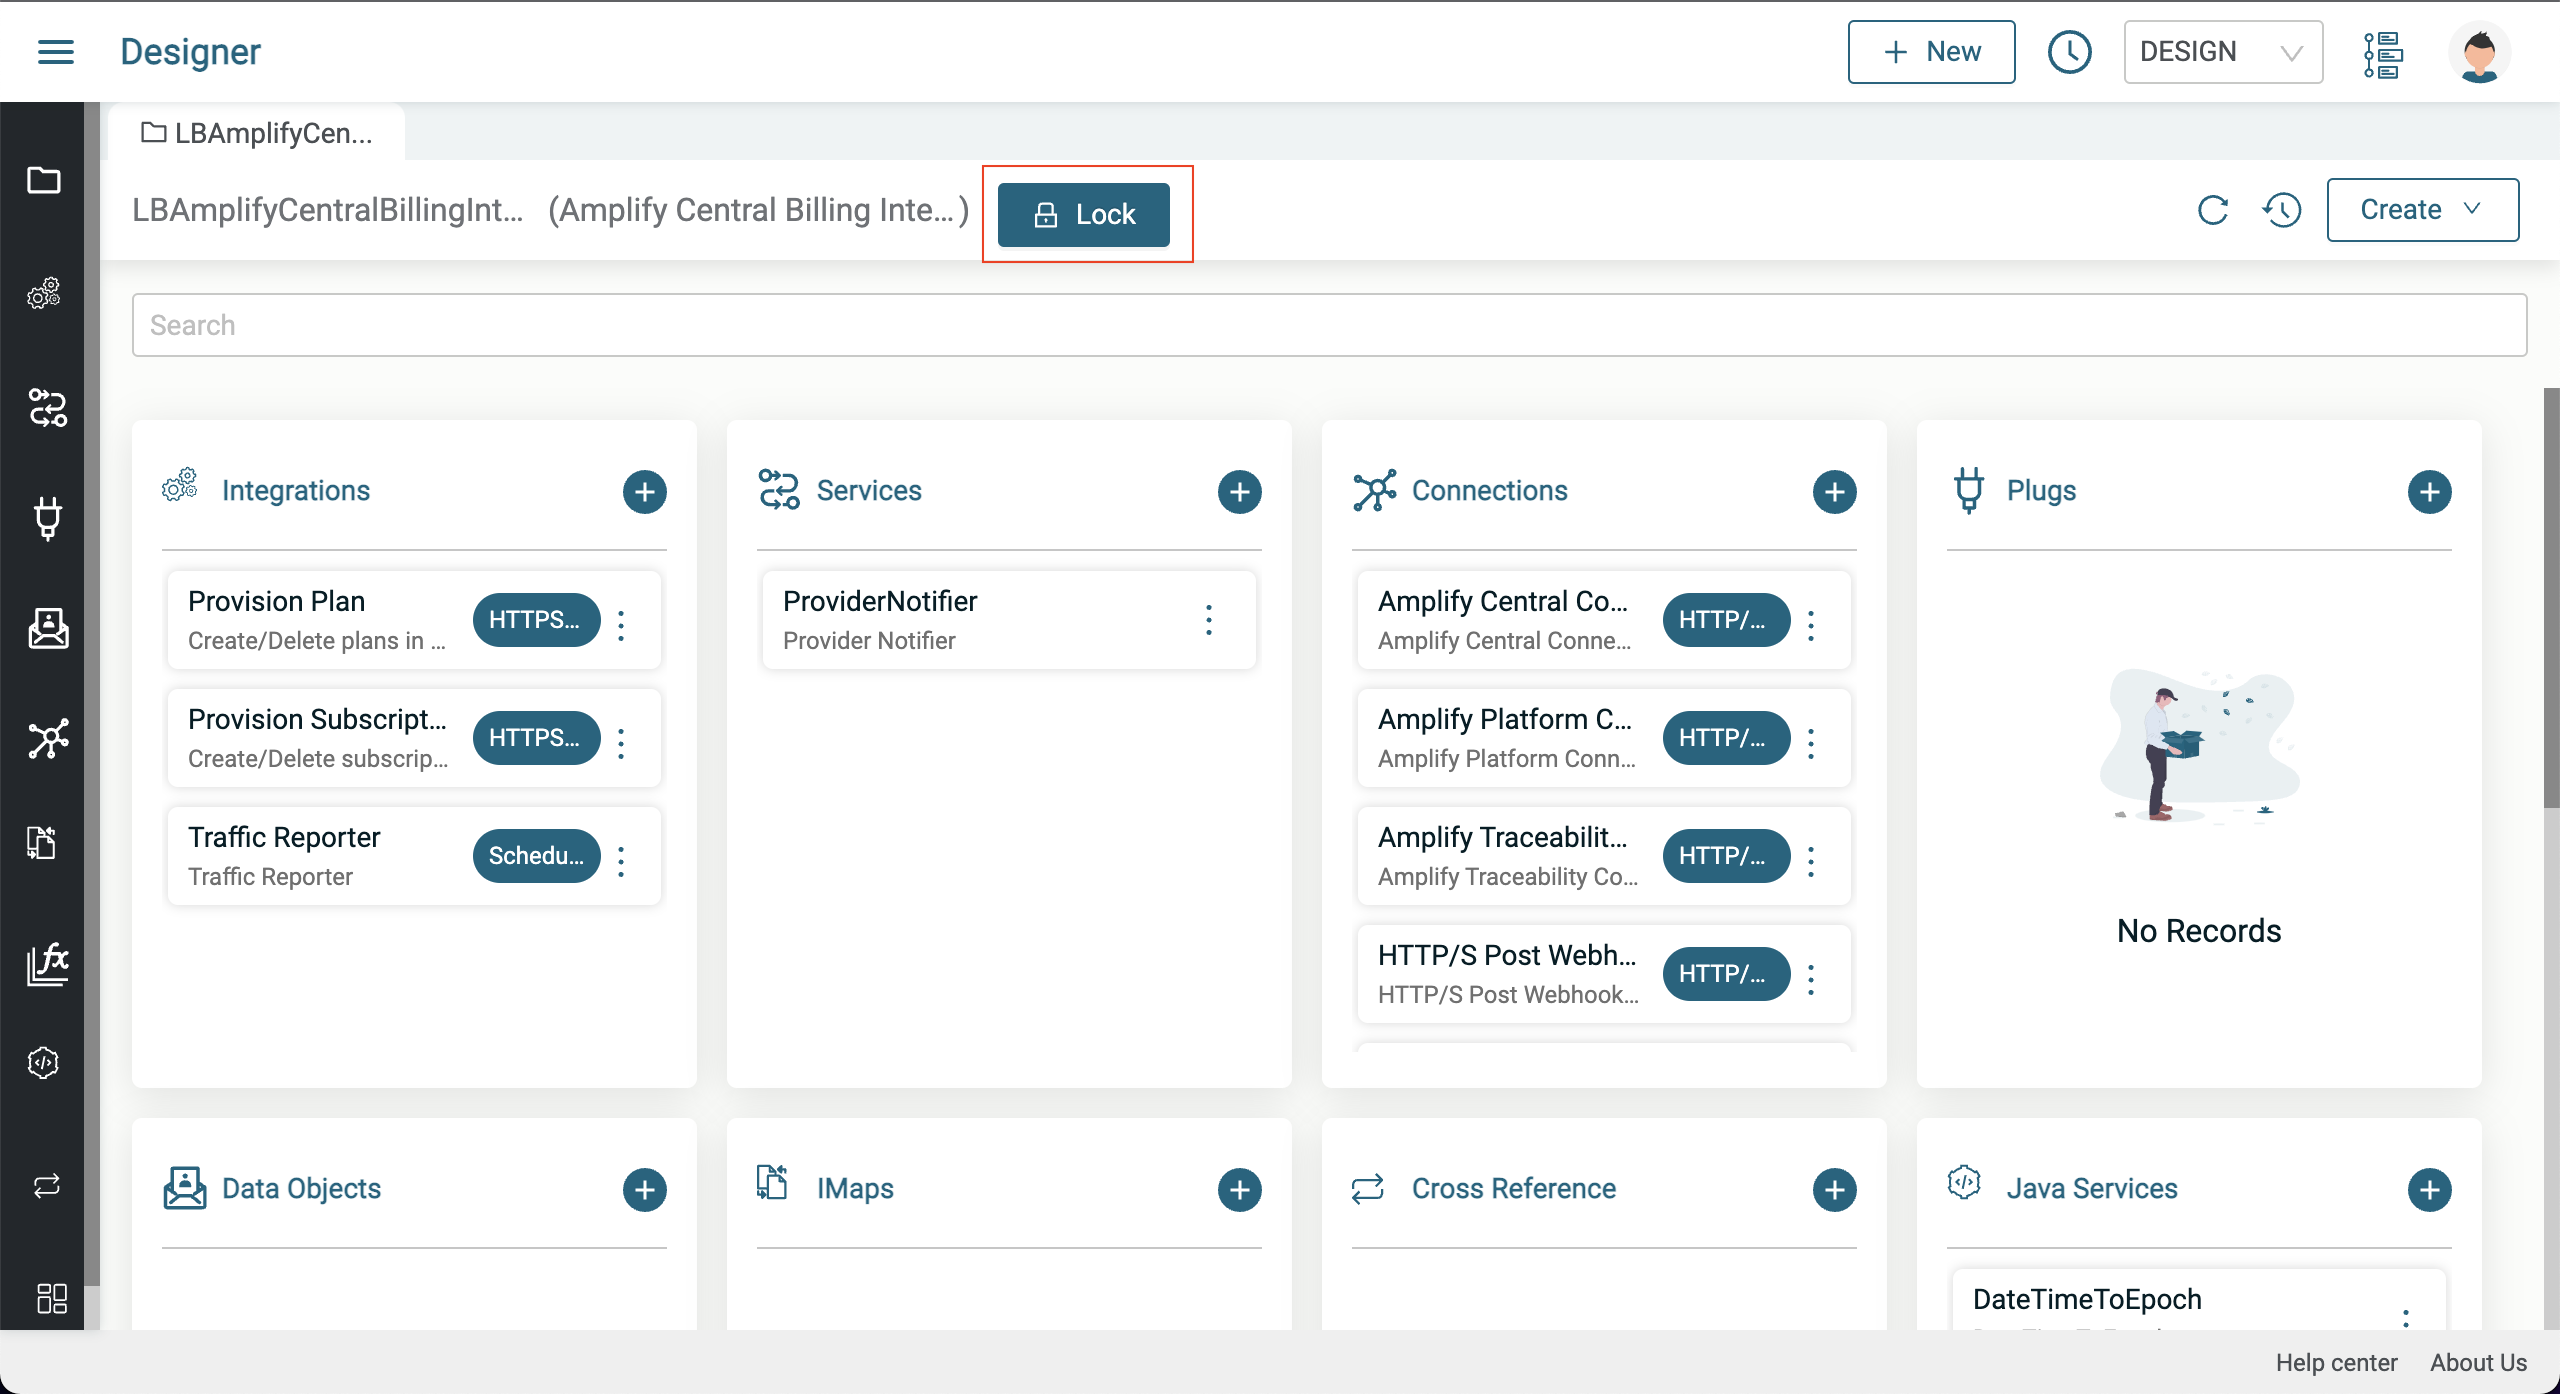 Designer
New
DESIGN
LBAmplifyCen...
LBAmplifyCentralBillingInt... (Amplify Central Billing Inte...)
Lock
Create
Search
Integrations
Provision Plan
Create/Delete plans in ...
HTTPS...
Provision Subscript...
Create/Delete subscrip...
HTTPS...
Traffic Reporter
Traffic Reporter
Schedu...
Services
ProviderNotifier
Provider Notifier
Connections
Amplify Central Co...
Amplify Central Conne...
HTTP/...
Amplify Platform C...
Amplify Platform Conn...
HTTP/...
Amplify Traceabilit...
Amplify Traceability Co...
HTTP/...
HTTP/S Post Webh...
HTTP/S Post Webhook...
HTTP/...
Plugs
No Records
fx
Data Objects
IMaps
Cross Reference
Java Services
DateTimeToEpoch
Help center
About Us